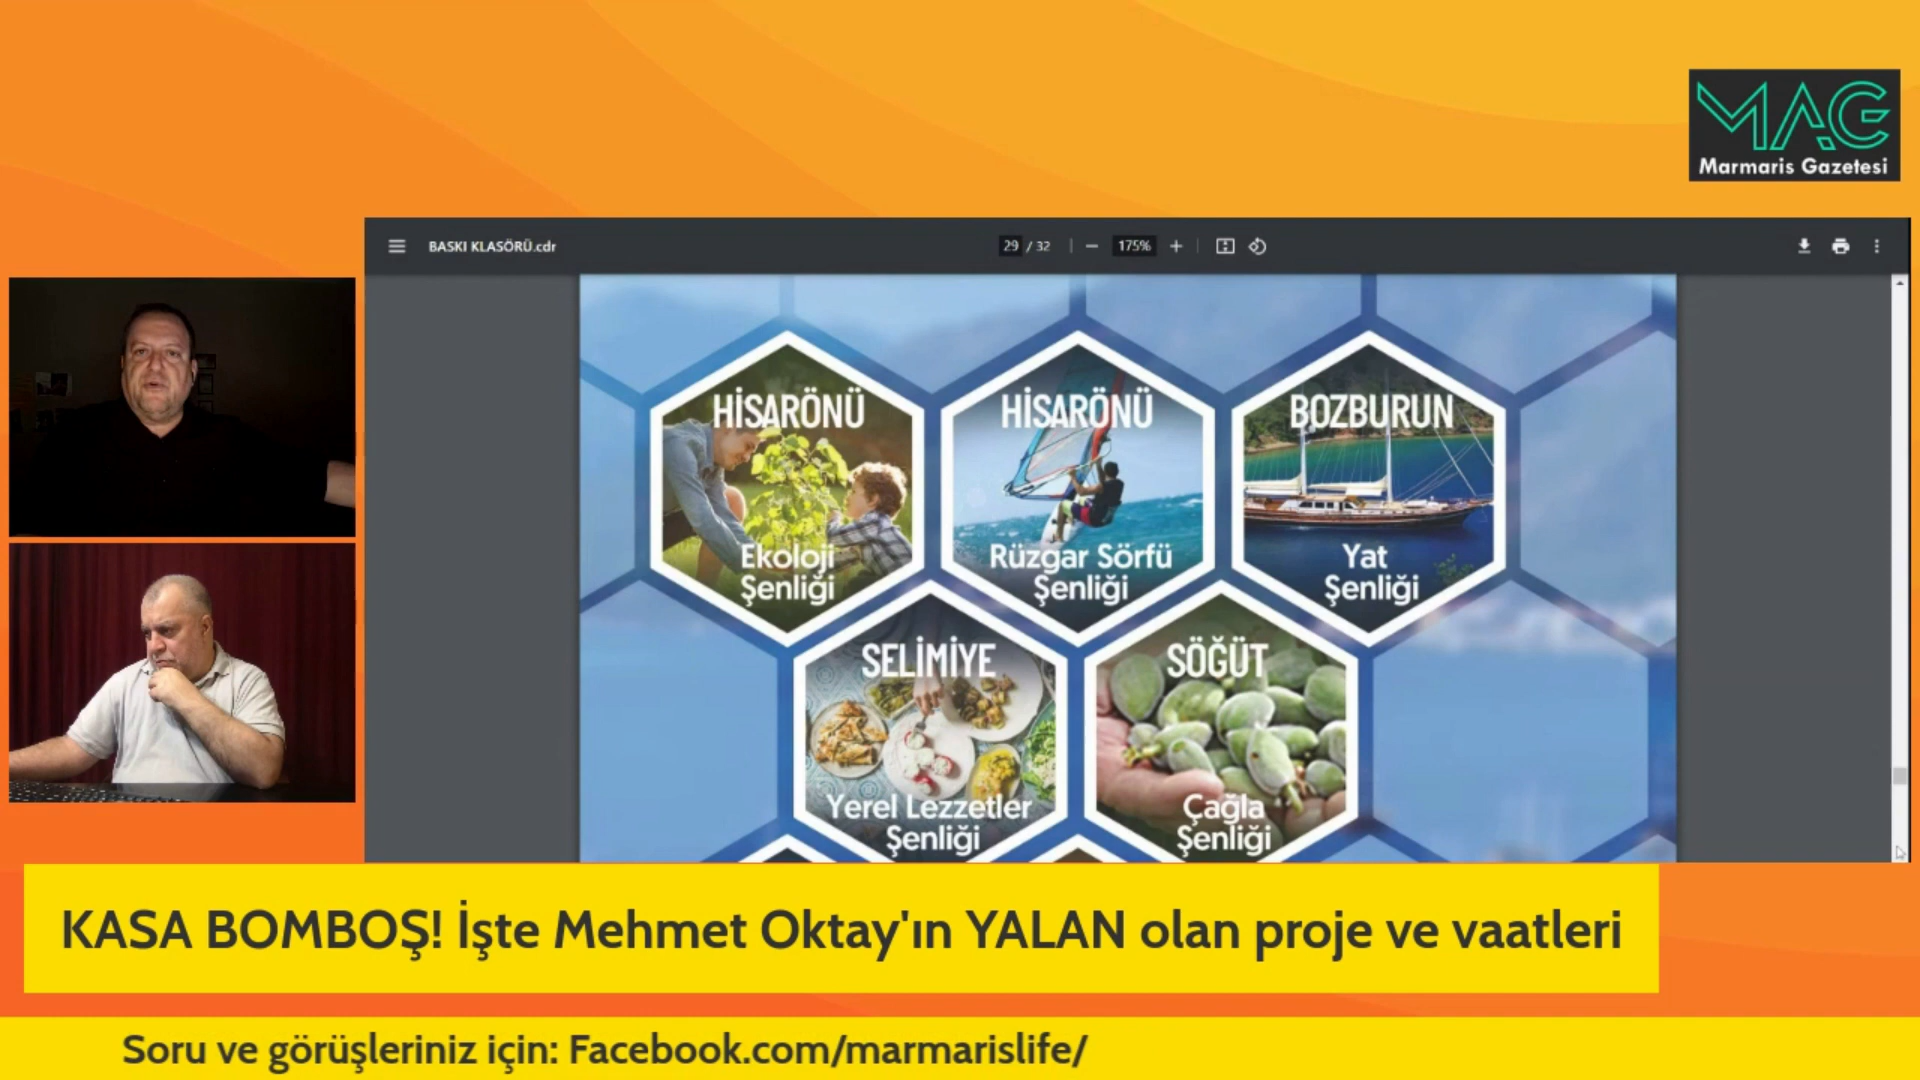 MAG
Marmaris Gazetesi
BASKI KLASÖRÜ.cdr
29 / 32
175%
HİSARÖNÜ
Ekoloji
Şenliği
HİSARÖNÜ
Rüzgar Sörfü
Şenliği
BOZBURUN
Yat
Şenliği
SELİMİYE
Yerel Lezzetler
Şenliği
SÖĞÜT
Çağla
Şenliği
KASA BOMBOŞ! İşte Mehmet Oktay'ın YALAN olan proje ve vaatleri
Soru ve görüşleriniz için: Facebook.com/marmarislife/